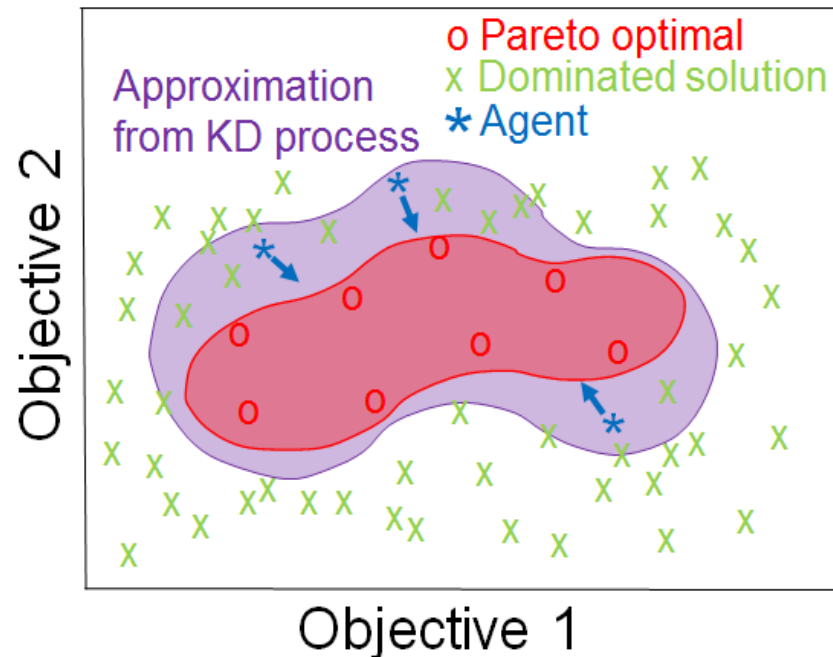 o Pareto optimal
x Dominated solution
* Agent
Approximation
from KD process
Objective 2
Objective 1